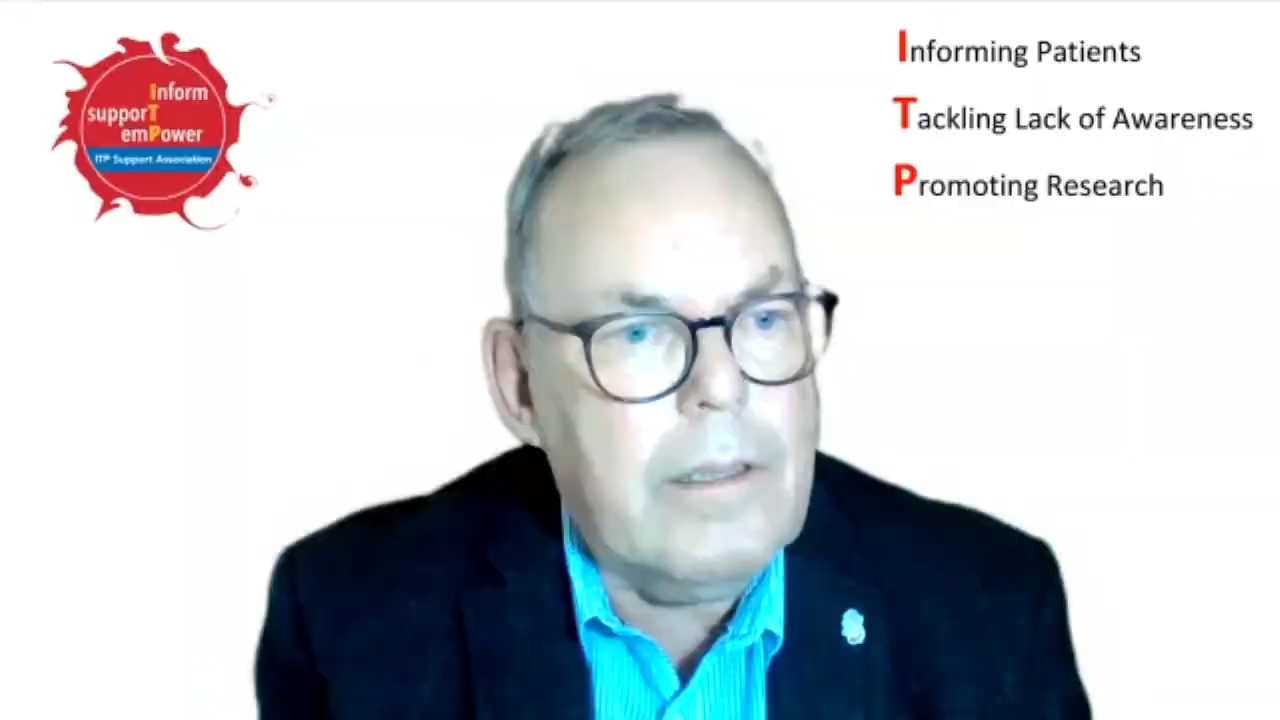 Inform
supporT
emPower
ITP Support Association
Informing Patients
Tackling Lack of Awareness
Promoting Research